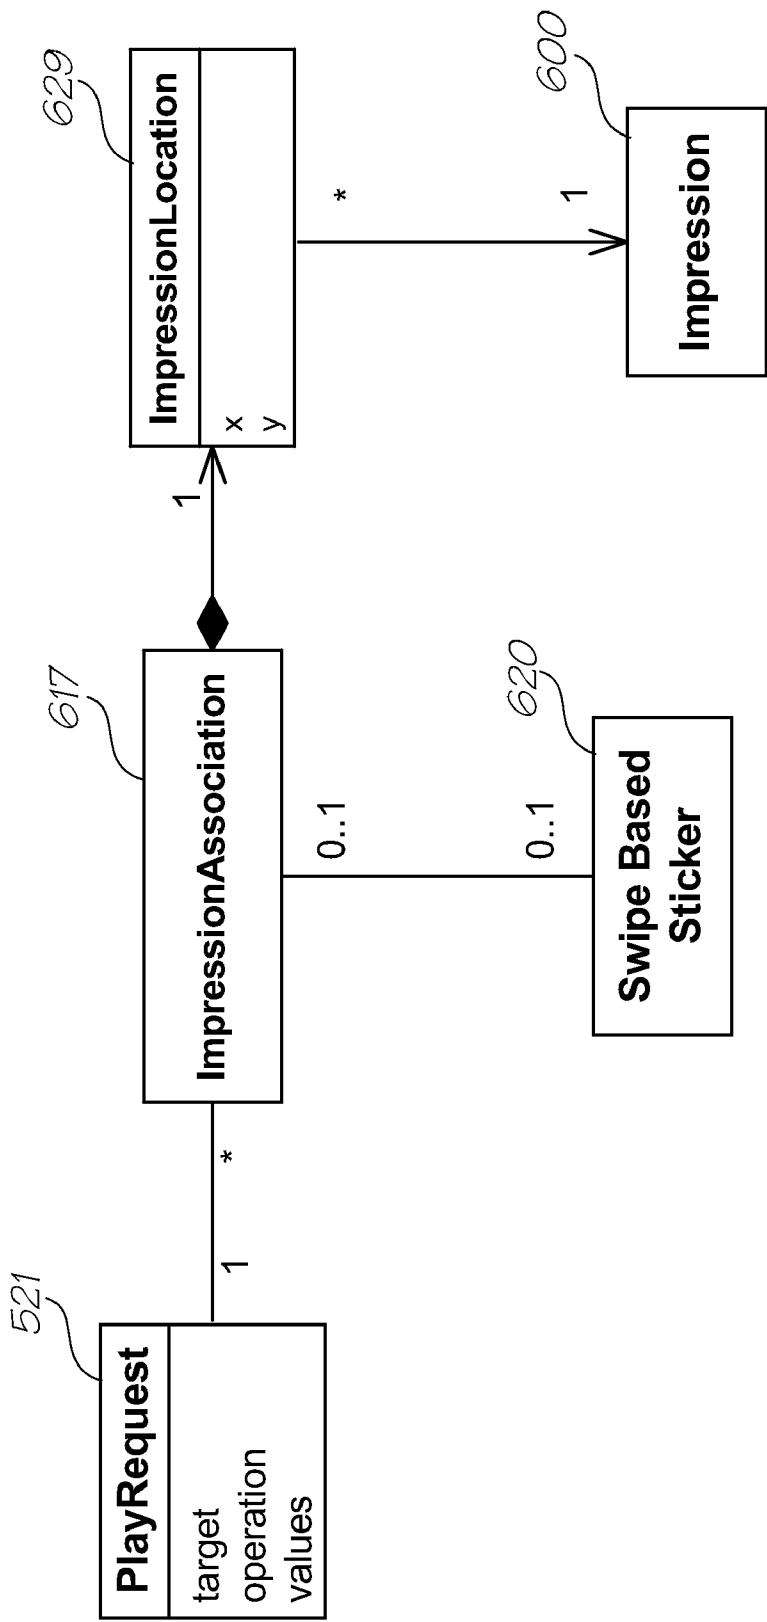 521
PlayRequest
target
operation
values
1
*
617
ImpressionAssociation
1
629
ImpressionLocation
x
y
0..1
0..1
620
Swipe Based
Sticker
*
1
600
Impression